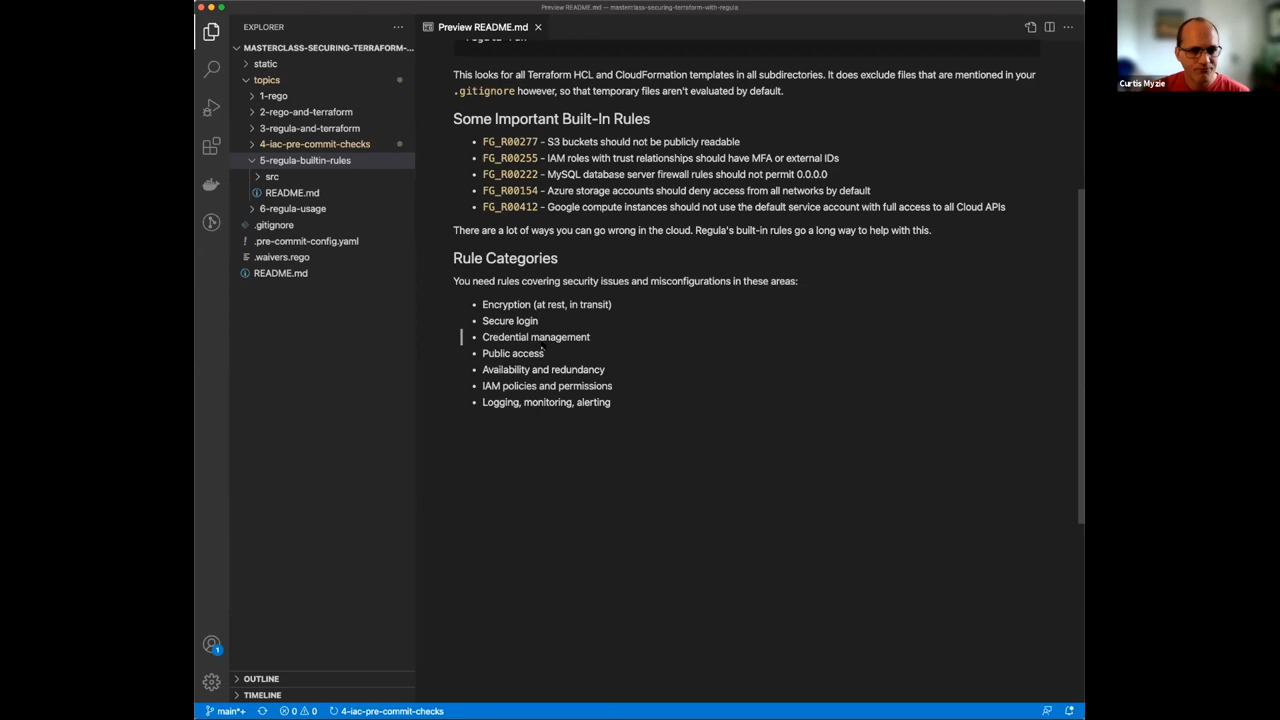 Preview README.md — masterclass-securing-terraform-with-regula
EXPLORER
MASTERCLASS-SECURING-TERRAFORM-...
static
topics
1-rego
2-rego-and-terraform
3-regula-and-terraform
4-iac-pre-commit-checks
5-regula-builtin-rules
src
README.md
6-regula-usage
.gitignore
.pre-commit-config.yaml
.waivers.rego
README.md
OUTLINE
TIMELINE
Preview README.md
This looks for all Terraform HCL and CloudFormation templates in all subdirectories. It does exclude files that are mentioned in your
.gitignore however, so that temporary files aren't evaluated by default.
Some Important Built-In Rules
• FG_R00277 - S3 buckets should not be publicly readable
• FG_R00255 - IAM roles with trust relationships should have MFA or external IDs
• FG_R00222 - MySQL database server firewall rules should not permit 0.0.0.0
• FG_R00154 - Azure storage accounts should deny access from all networks by default
• FG_R00412 - Google compute instances should not use the default service account with full access to all Cloud APIs
There are a lot of ways you can go wrong in the cloud. Regula's built-in rules go a long way to help with this.
Rule Categories
You need rules covering security issues and misconfigurations in these areas:
• Encryption (at rest, in transit)
• Secure login
• Credential management
• Public access
• Availability and redundancy
• IAM policies and permissions
• Logging, monitoring, alerting
Curtis Myzie
1
main*+
0
0
4-iac-pre-commit-checks